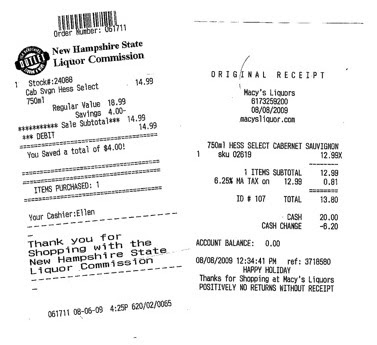 Order Number: 061711
New Hampshire State
Liquor Commission
1 Stock#:24088 14.99
Cab Svgn Hess Select
750ml
Regular Value 18.99
Savings 4.00-
*********** Sale Subtotal*** 14.99
*** DEBIT 14.99
You Saved a total of $4.00!
ITEMS PURCHASED: 1
Your Cashier:Ellen
Thank you for
Shopping with the
New Hampshire State
Liquor Commission
061711 08-06-09 4:25P 620/02/0065
ORIGINAL RECEIPT
Macy's Liquors
6173259200
08/08/2009
macysliquor.com
750ml HESS SELECT CABERNET SAUVIGNON
1 sku 02619 12.99X
1 ITEMS SUBTOTAL 12.99
6.25% MA TAX on 12.99 0.81
ID # 107 TOTAL 13.80
CASH 20.00
CASH CHANGE -6.20
ACCOUNT BALANCE: 0.00
08/08/2009 12:34:41 PM ref: 3718580
HAPPY HOLIDAY
Thanks for Shopping at Macy's Liquors
POSITIVELY NO RETURNS WITHOUT RECEIPT